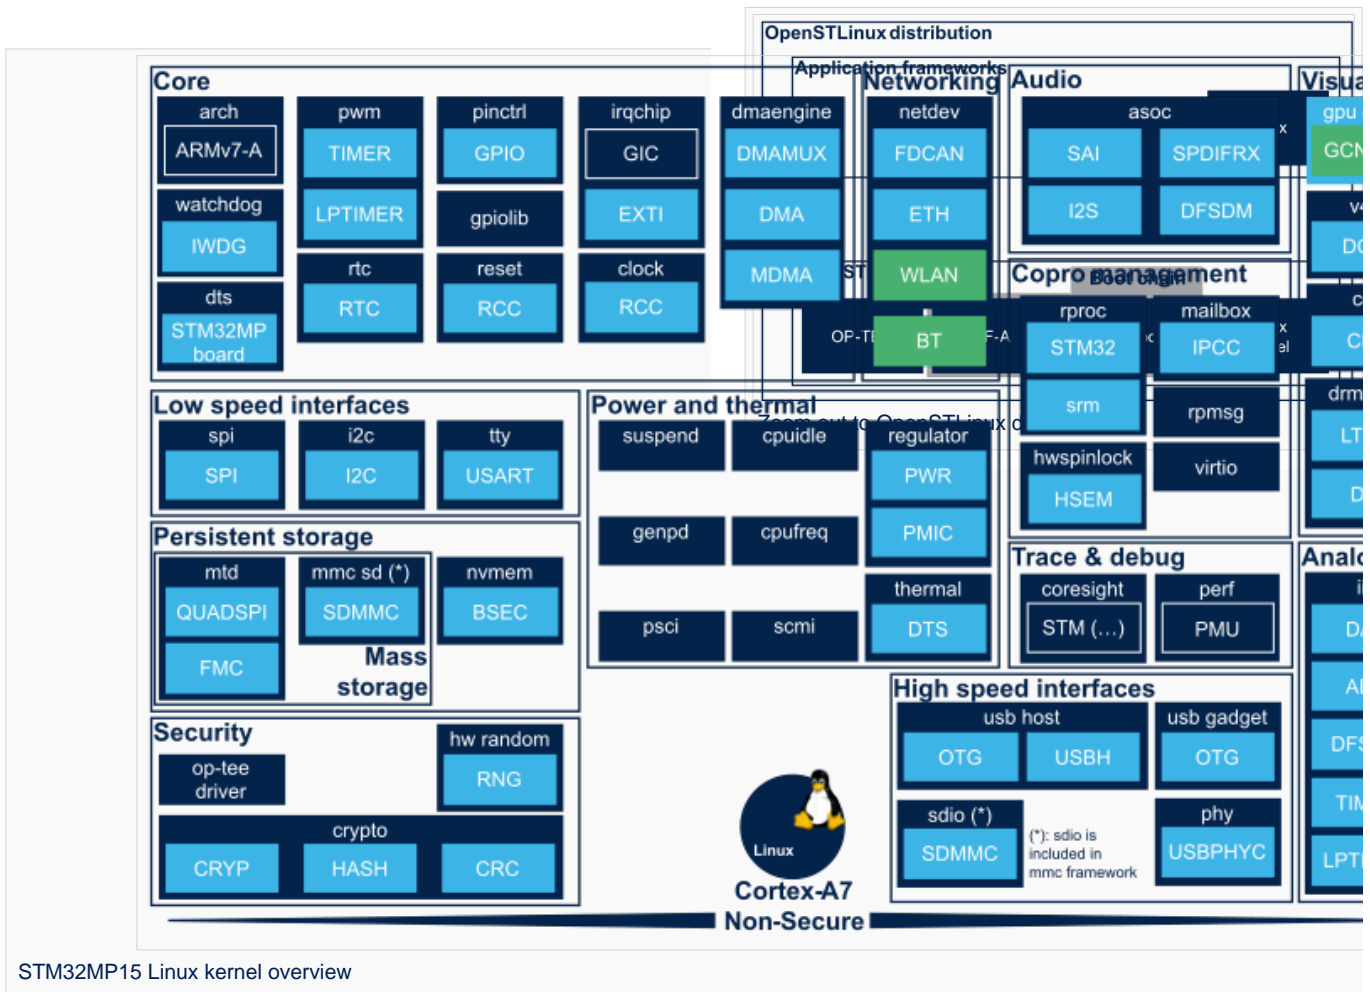 OpenSTLinux distribution
Application frameworks
Core
arch
ARMv7-A
watchdog
IWDG
dts
STM32MP
board
pwm
TIMER
LPTIMER
rtc
RTC
pinctrl
GPIO
gpiolib
reset
RCC
irqchip
GIC
EXTI
clock
RCC
dmaengine
DMAMUX
DMA
MDMA
Networking
netdev
FDCAN
ETH
WLAN
BT
Audio
asoc
SAI
SPDIFRX
I2S
DFSDM
gpu
Boot chain
Copro management
rproc
STM32
srm
hwspinlock
HSEM
mailbox
IPCC
rpmsg
virtio
Low speed interfaces
spi
SPI
i2c
I2C
tty
USART
Power and thermal
suspend
cpuidle
genpd
cpufreq
psci
scmi
regulator
PWR
PMIC
thermal
DTS
Persistent storage
mtd
QUADSPI
FMC
mmc sd (*)
SDMMC
Mass
storage
nvmem
BSEC
Trace & debug
coresight
STM (...)
perf
PMU
Security
op-tee
driver
hw random
RNG
crypto
CRYP
HASH
CRC
High speed interfaces
usb host
OTG
USBH
usb gadget
OTG
sdio (*)
SDMMC
(*): sdio is
included in
mmc framework
phy
USBPHYC
Linux
Cortex-A7
Non-Secure
STM32MP15 Linux kernel overview